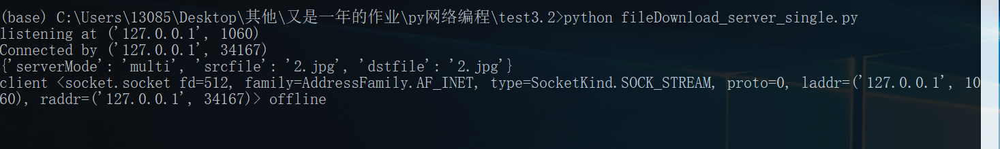 (base) C:\Users\13085\Desktop\其他\又是一年的作业\py网络编程\test3.2>python fileDownload_server_single.py
listening at ('127.0.0.1', 1060)
Connected by ('127.0.0.1', 34167)
{'serverMode': 'multi', 'srcfile': '2.jpg', 'dstfile': '2.jpg'}
client <socket.socket fd=512, family=AddressFamily.AF_INET, type=SocketKind.SOCK_STREAM, proto=0, laddr=('127.0.0.1', 10
60), raddr=('127.0.0.1', 34167)> offline